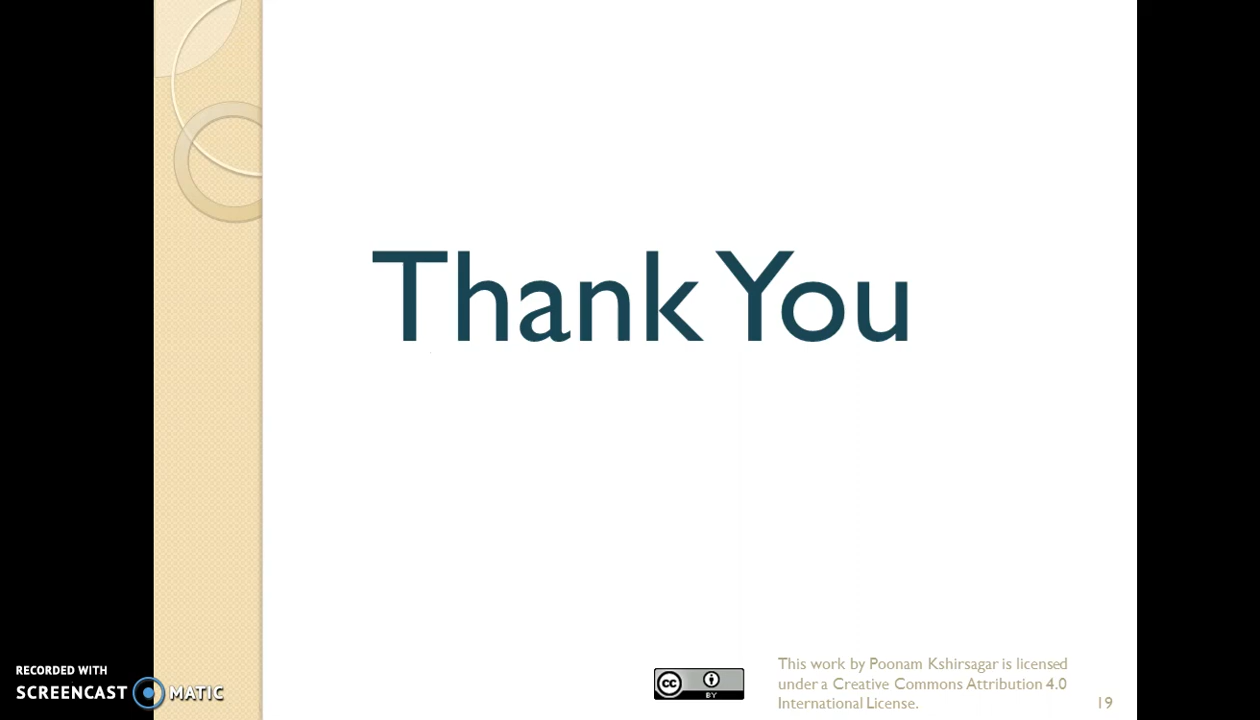 Thank You
This work by Poonam Kshirsagar is licensed
under a Creative Commons Attribution 4.0
International License.
19
cc
BY
RECORDED WITH
SCREENCAST MATIC